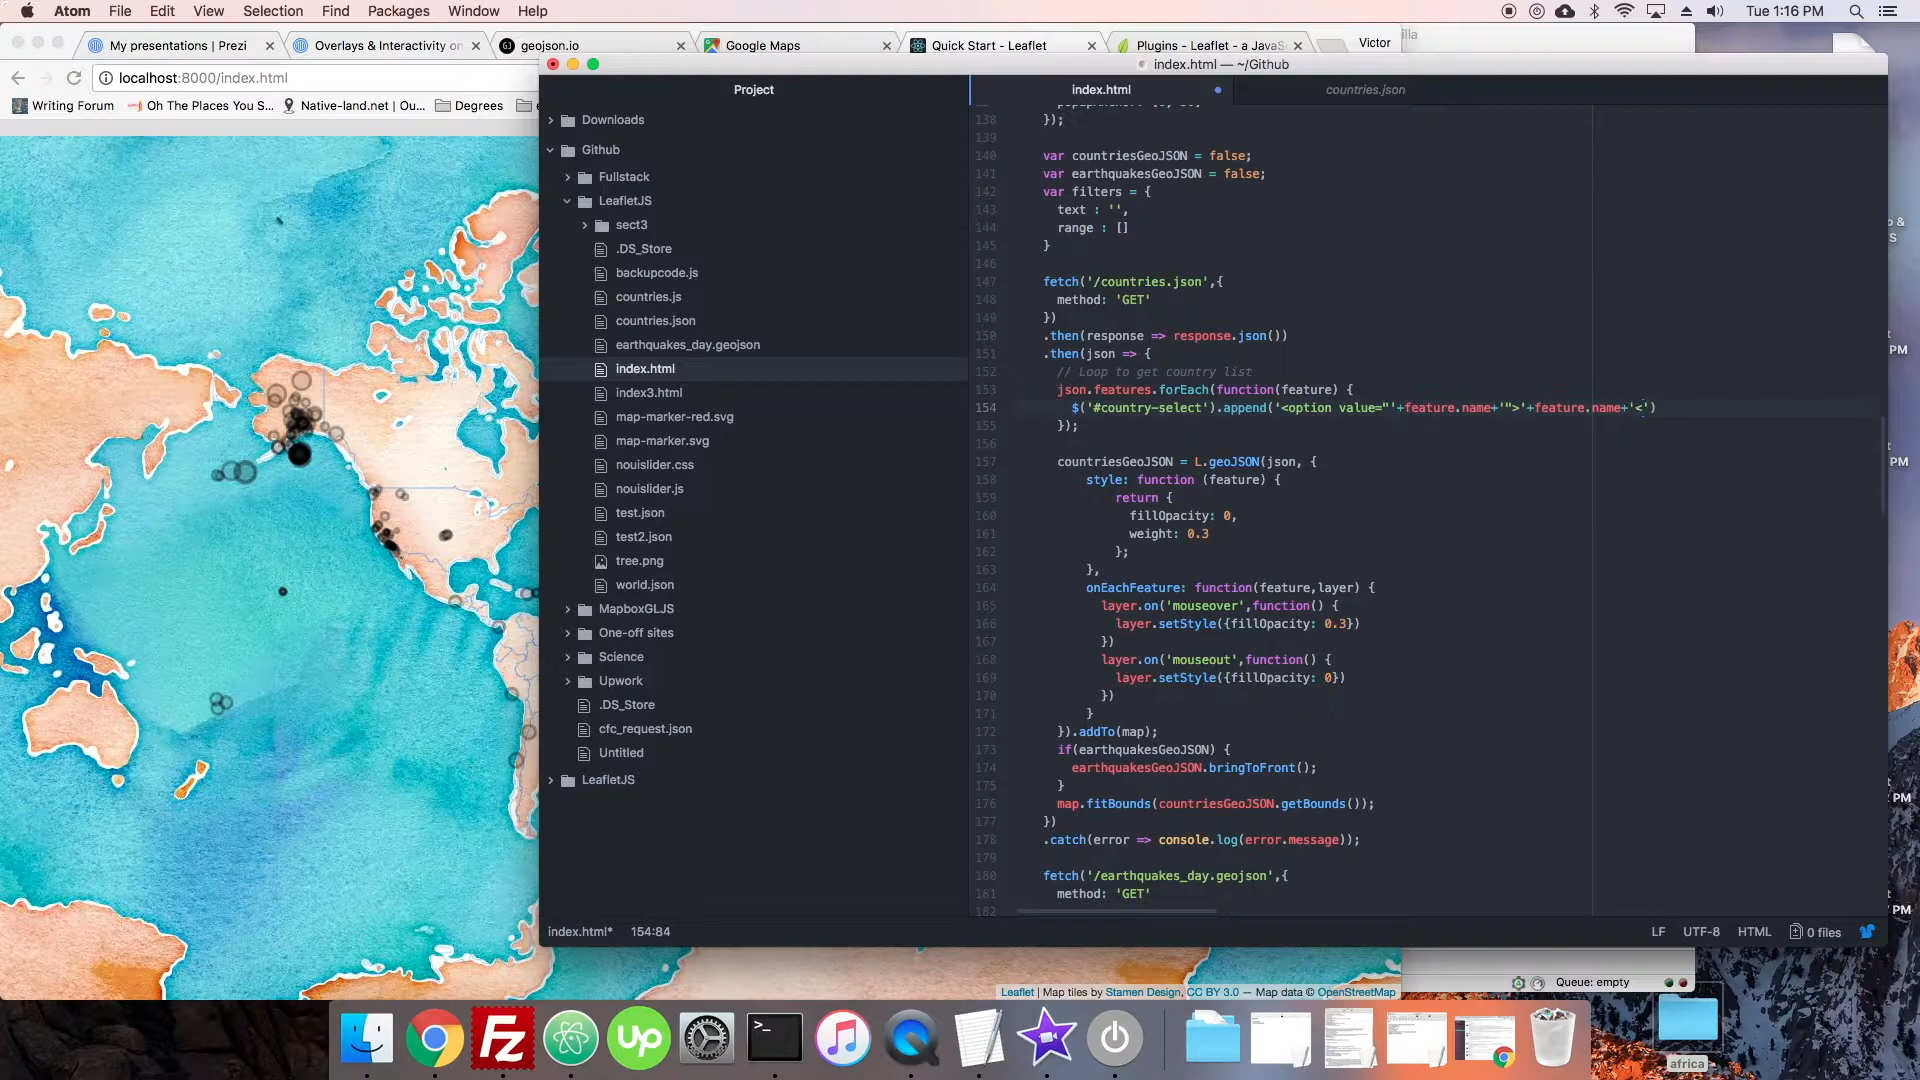 Atom File Edit View Selection Find Packages Window Help Tue 1:16 PM
My presentations | Prezi
Overlays & Interactivity on
geojson.io
Google Maps
Quick Start - Leaflet
Plugins - Leaflet - a JavaS
Victor
illa
localhost:8000/index.html
index.html — ~/Github
Writing Forum
Oh The Places You S...
Native-land.net | Ou...
Degrees
Project
index.html
countries.json
Downloads
Github
Fullstack
LeafletJS
sect3
.DS_Store
backupcode.js
countries.js
countries.json
earthquakes_day.geojson
index.html
index3.html
map-marker-red.svg
map-marker.svg
nouislider.css
nouislider.js
test.json
test2.json
tree.png
world.json
MapboxGLJS
One-off sites
Science
Upwork
.DS_Store
cfc_request.json
Untitled
LeafletJS
138 });
139
140 var countriesGeoJSON = false;
141 var earthquakesGeoJSON = false;
142 var filters = {
143 text : '',
144 range : []
145 }
146
147 fetch('/countries.json',{
148 method: 'GET'
149 })
150 .then(response => response.json())
151 .then(json => {
152 // Loop to get country list
153 json.features.forEach(function(feature) {
154 $('#country-select').append('<option value="'+feature.name+'">'+feature.name+'<')
155 });
156
157 countriesGeoJSON = L.geoJSON(json, {
158 style: function (feature) {
159 return {
160 fillOpacity: 0,
161 weight: 0.3
162 };
163 },
164 onEachFeature: function(feature,layer) {
165 layer.on('mouseover',function() {
166 layer.setStyle({fillOpacity: 0.3})
167 })
168 layer.on('mouseout',function() {
169 layer.setStyle({fillOpacity: 0})
170 })
171 }
172 }).addTo(map);
173 if(earthquakesGeoJSON) {
174 earthquakesGeoJSON.bringToFront();
175 }
176 map.fitBounds(countriesGeoJSON.getBounds());
177 })
178 .catch(error => console.log(error.message));
179
180 fetch('/earthquakes_day.geojson',{
181 method: 'GET'
182
index.html* 154:84
LF UTF-8 HTML 0 files
Leaflet | Map tiles by Stamen Design, CC BY 3.0 — Map data © OpenStreetMap
Queue: empty
o &
S
PM
PM
PM
PM
Fz
Up
>_
africa